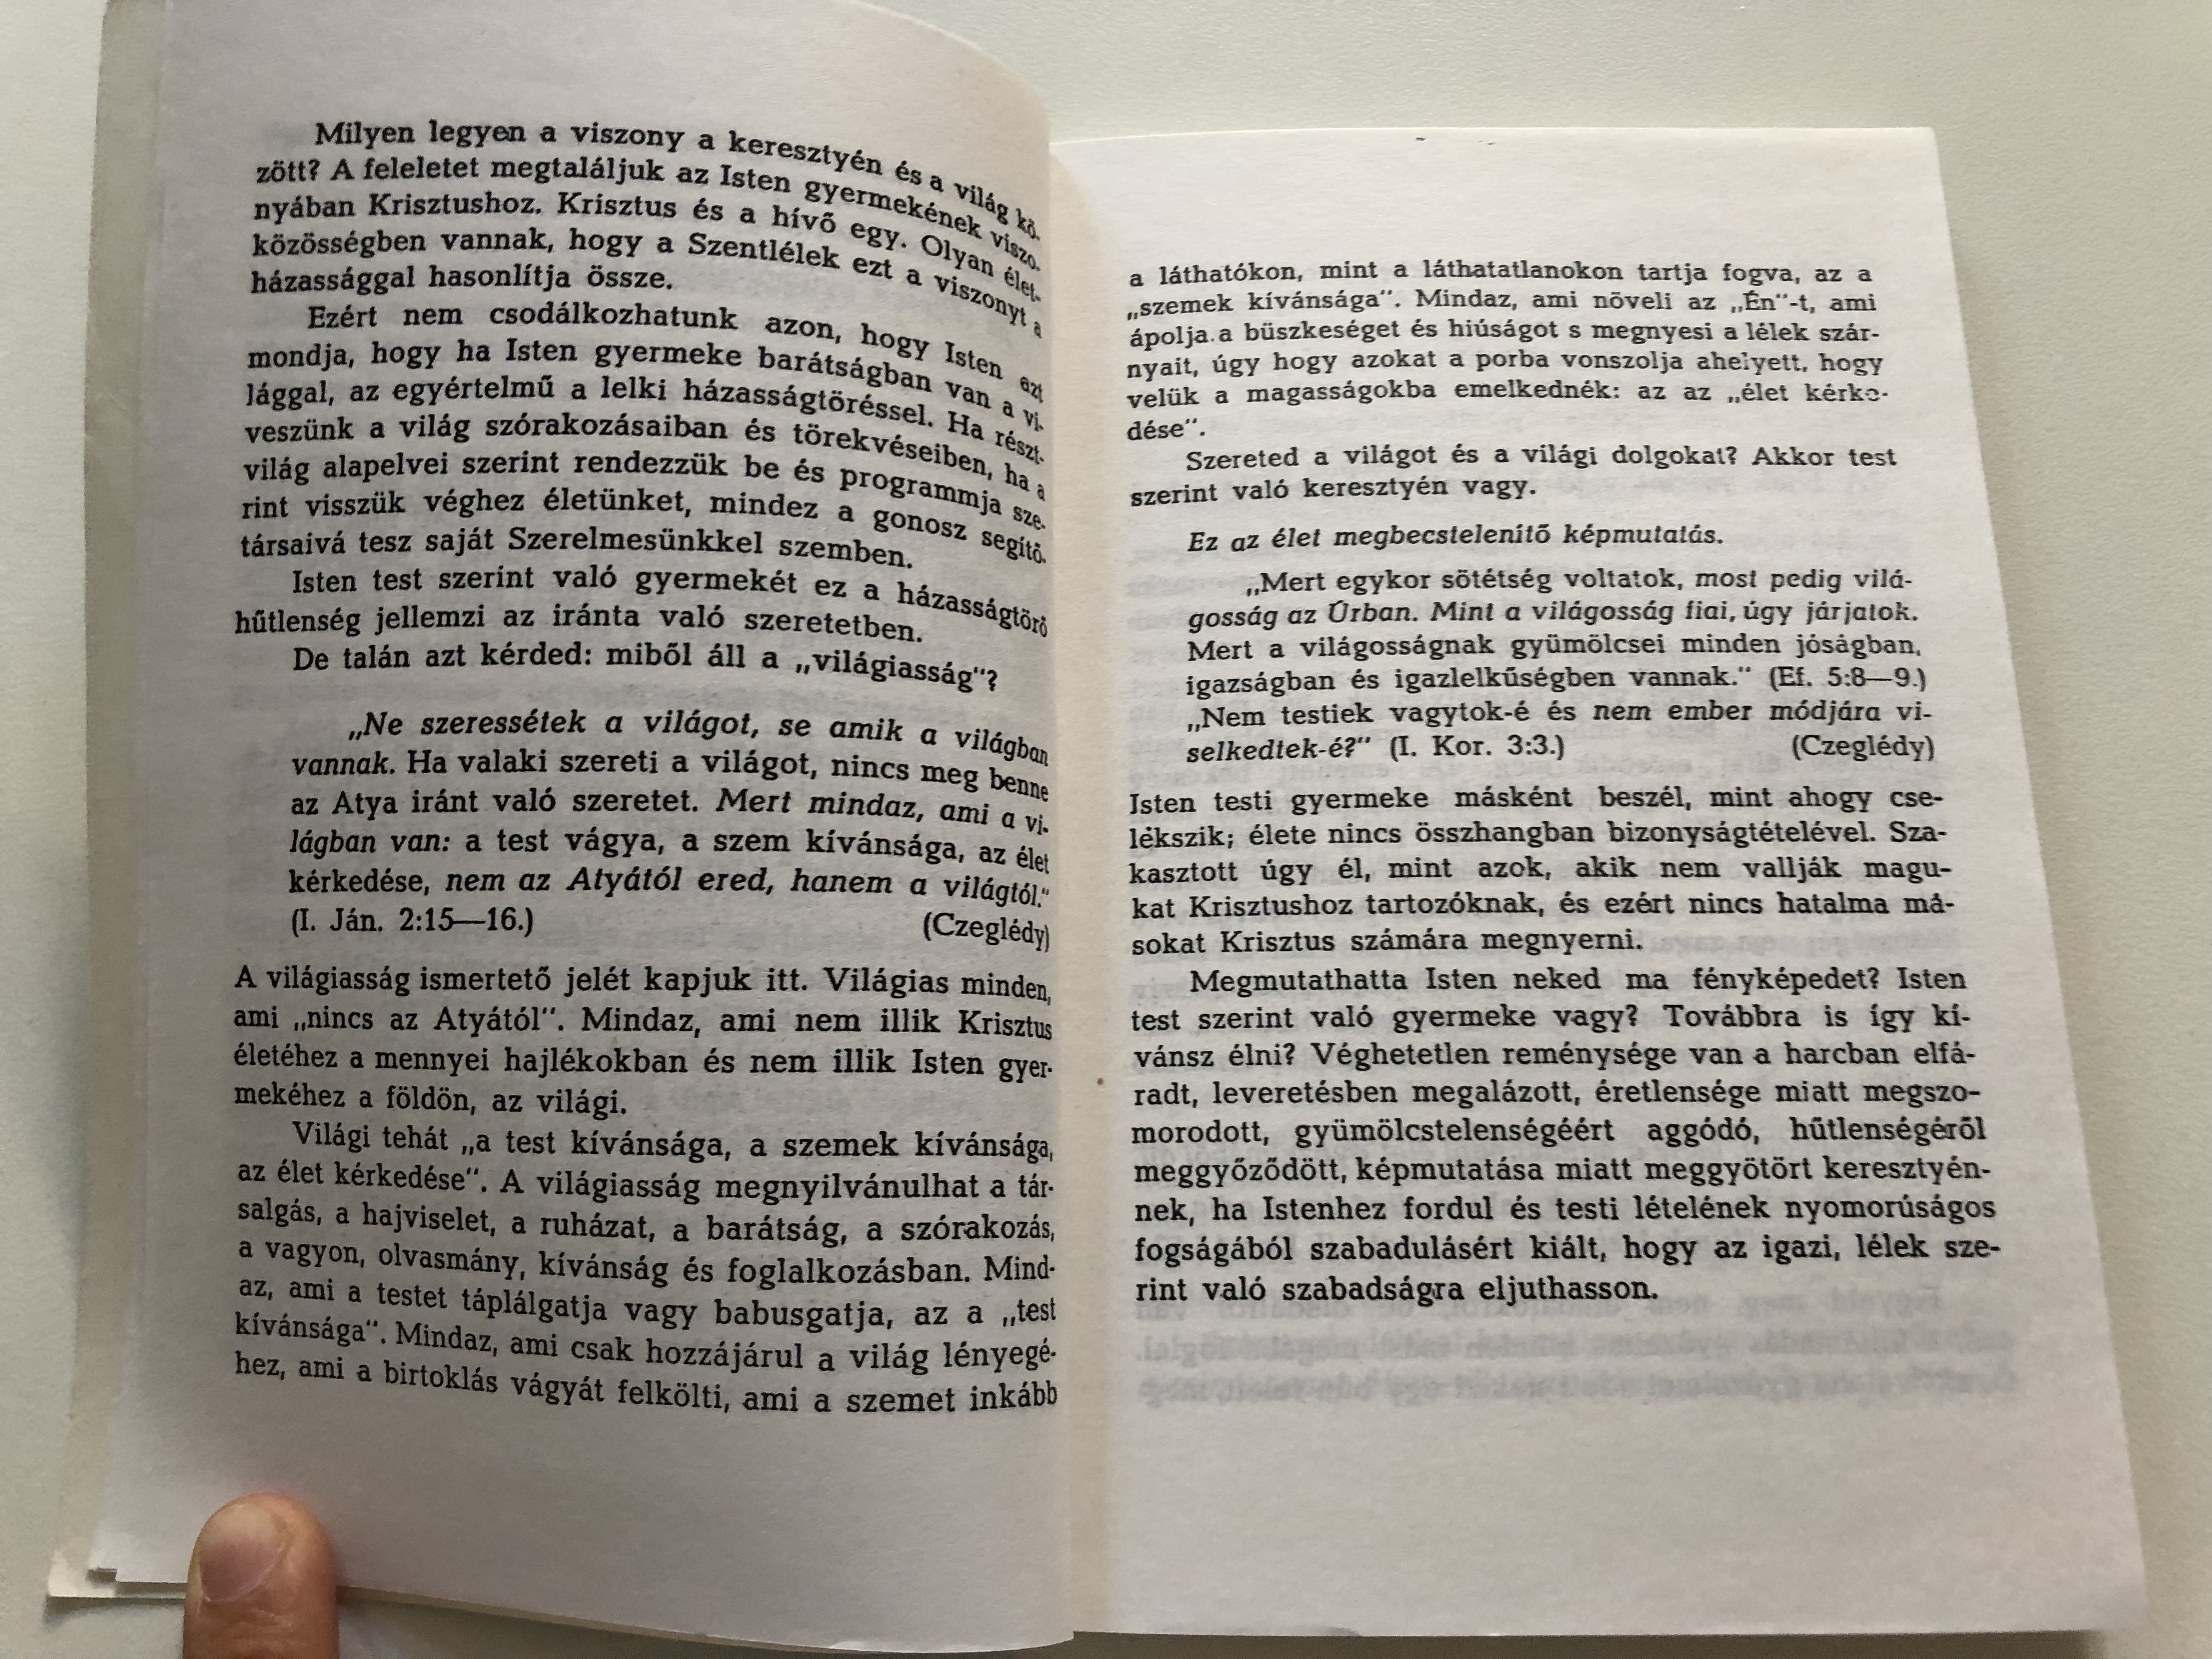 Milyen legyen a viszony a keresztyén és a világ kö-
zött? A feleletet megtaláljuk az Isten gyermekének viszo-
nyában Krisztushoz. Krisztus és a hívő egy. Olyan élet-
közösségben vannak, hogy a Szentlélek ezt a viszonyt a
házassággal hasonlítja össze.
Ezért nem csodálkozhatunk azon, hogy Isten azt
mondja, hogy ha Isten gyermeke barátságban van a vi-
lággal, az egyértelmű a lelki házasságtöréssel. Ha részt-
veszünk a világ szórakozásaiban és törekvéseiben, ha a
világ alapelvei szerint rendezzük be és programmja sze-
rint visszük véghez életünket, mindez a gonosz segítő-
társaivá tesz saját Szerelmesünkkel szemben.
Isten test szerint való gyermekét ez a házasságtörő
hűtlenség jellemzi az iránta való szeretetben.
De talán azt kérded: miből áll a „világiasság"?
„Ne szeressétek a világot, se amik a világban
vannak. Ha valaki szereti a világot, nincs meg benne
az Atya iránt való szeretet. Mert mindaz, ami a vi-
lágban van: a test vágya, a szem kívánsága, az élet
kérkedése, nem az Atyától ered, hanem a világtól."
(I. Ján. 2:15—16.) (Czeglédy)
A világiasság ismertető jelét kapjuk itt. Világias minden,
ami „nincs az Atyától". Mindaz, ami nem illik Krisztus
életéhez a mennyei hajlékokban és nem illik Isten gyer-
mekéhez a földön, az világi.
Világi tehát „a test kívánsága, a szemek kívánsága,
az élet kérkedése". A világiasság megnyilvánulhat a tár-
salgás, a hajviselet, a ruházat, a barátság, a szórakozás,
a vagyon, olvasmány, kívánság és foglalkozásban. Mind-
az, ami a testet táplálgatja vagy babusgatja, az a „test
kívánsága". Mindaz, ami csak hozzájárul a világ lényegé-
hez, ami a birtoklás vágyát felkölti, ami a szemet inkább
a láthatókon, mint a láthatatlanokon tartja fogva, az a
„szemek kívánsága". Mindaz, ami növeli az „Én"-t, ami
ápolja a büszkeséget és hiúságot s megnyesi a lélek szár-
nyait, úgy hogy azokat a porba vonszolja ahelyett, hogy
velük a magasságokba emelkednék: az az „élet kérke-
dése".
Szereted a világot és a világi dolgokat? Akkor test
szerint való keresztyén vagy.
Ez az élet megbecstelenítő képmutatás.
„Mert egykor sötétség voltatok, most pedig vilá-
gosság az Úrban. Mint a világosság fiai, úgy járjatok.
Mert a világosságnak gyümölcsei minden jóságban,
igazságban és igazlelkűségben vannak." (Ef. 5:8—9.)
„Nem testiek vagytok-é és nem ember módjára vi-
selkedtek-é?" (I. Kor. 3:3.) (Czeglédy)
Isten testi gyermeke másként beszél, mint ahogy cse-
lekszik; élete nincs összhangban bizonyságtételével. Sza-
kasztott úgy él, mint azok, akik nem vallják magu-
kat Krisztushoz tartozóknak, és ezért nincs hatalma má-
sokat Krisztus számára megnyerni.
Megmutathatta Isten neked ma fényképedet? Isten
test szerint való gyermeke vagy? Továbbra is így kí-
vánsz élni? Véghetetlen reménysége van a harcban elfá-
radt, leveretésben megalázott, éretlensége miatt megszo-
morodott, gyümölcstelenségéért aggódó, hűtlenségéről
meggyőződött, képmutatása miatt meggyötört keresztyén-
nek, ha Istenhez fordul és testi lételének nyomorúságos
fogságából szabadulásért kiált, hogy az igazi, lélek sze-
rint való szabadságra eljuthasson.